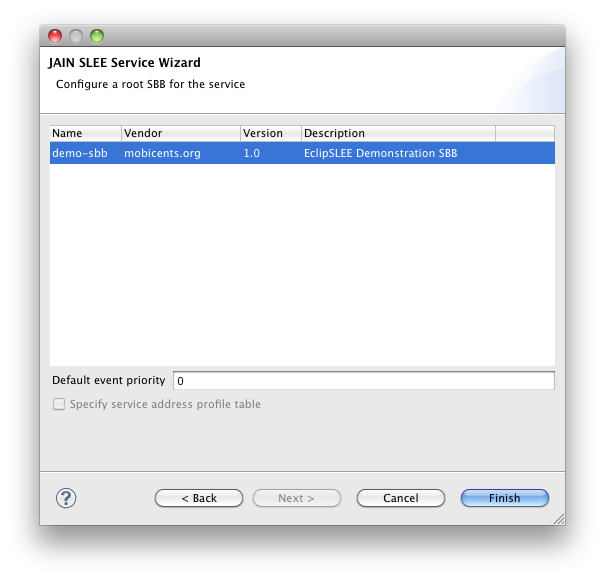 JAIN SLEE Service Wizard
Configure a root SBB for the service
Name Vendor Version Description
demo-sbb mobicents.org 1.0 EclipSLEE Demonstration SBB
Default event priority 0
Specify service address profile table
? < Back Next > Cancel Finish